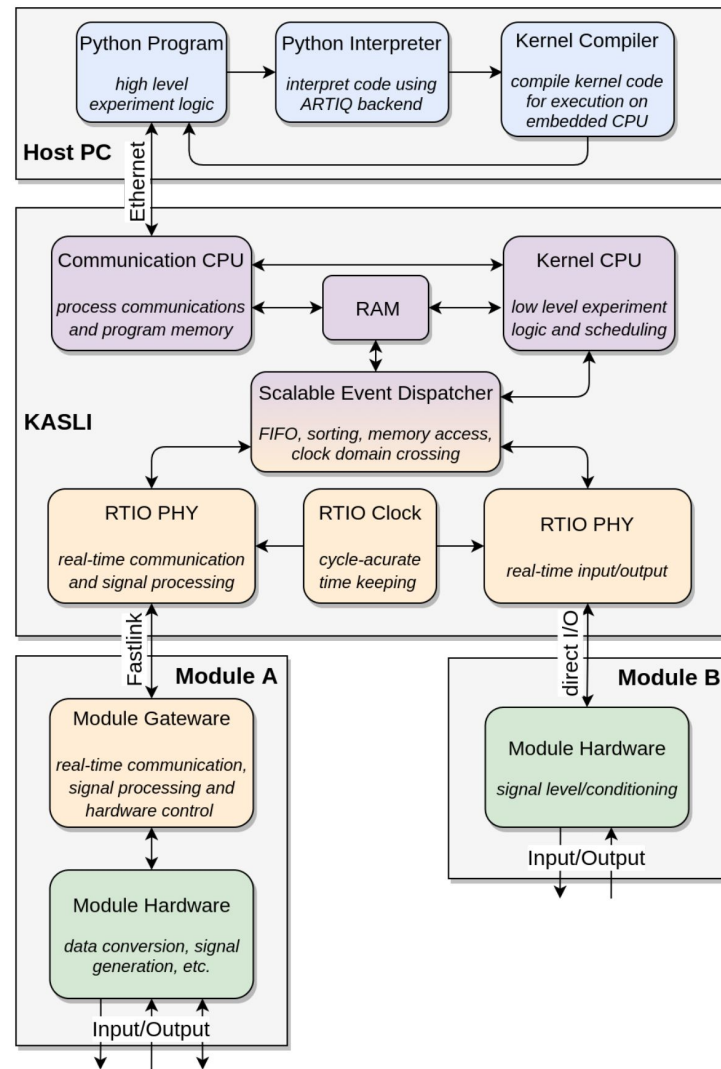 Python Program
high level
experiment logic
Python Interpreter
interpret code using
ARTIQ backend
Kernel Compiler
compile kernel code
for execution on
embedded CPU
Host PC
Ethernet
Communication CPU
process communications
and program memory
RAM
Kernel CPU
low level experiment
logic and scheduling
Scalable Event Dispatcher
FIFO, sorting, memory access,
clock domain crossing
KASLI
RTIO PHY
real-time communication
and signal processing
RTIO Clock
cycle-acurate
time keeping
RTIO PHY
real-time input/output
Fastlink
direct I/O
Module A
Module Gateware
real-time communication,
signal processing and
hardware control
Module Hardware
data conversion, signal
generation, etc.
Input/Output
Module B
Module Hardware
signal level/conditioning
Input/Output